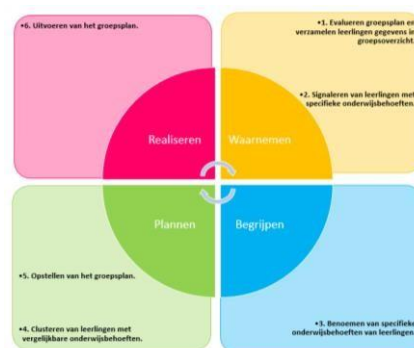 •6. Uitvoeren van het groepsplan.
•1. Evalueren groepsplan en
verzamelen leerlingen gegevens in
groepsoverzicht.
•2. Signaleren van leerlingen met
specifieke onderwijsbehoeften.
Realiseren
Waarnemen
Plannen
Begrijpen
•5. Opstellen van het groepsplan.
•4. Clusteren van leerlingen met
vergelijkbare onderwijsbehoeften.
•3. Benoemen van specifieke
onderwijsbehoeften van leerlingen.